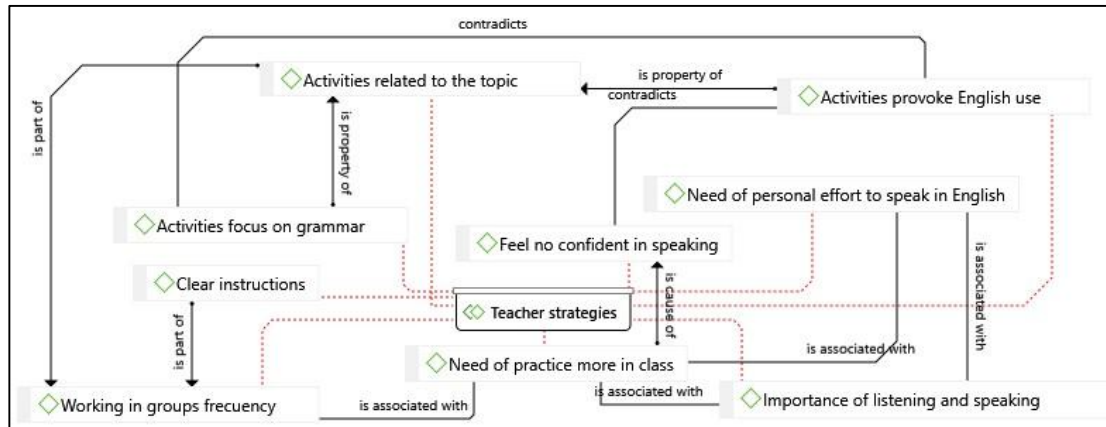 contradicts
Activities related to the topic
is property of
contradicts
Activities provoke English use
is part of
is property of
Need of personal effort to speak in English
Activities focus on grammar
Feel no confident in speaking
is associated with
Clear instructions
is cause of
Teacher strategies
is part of
Need of practice more in class
is associated with
is associated with
Working in groups frecuency
is associated with
Importance of listening and speaking